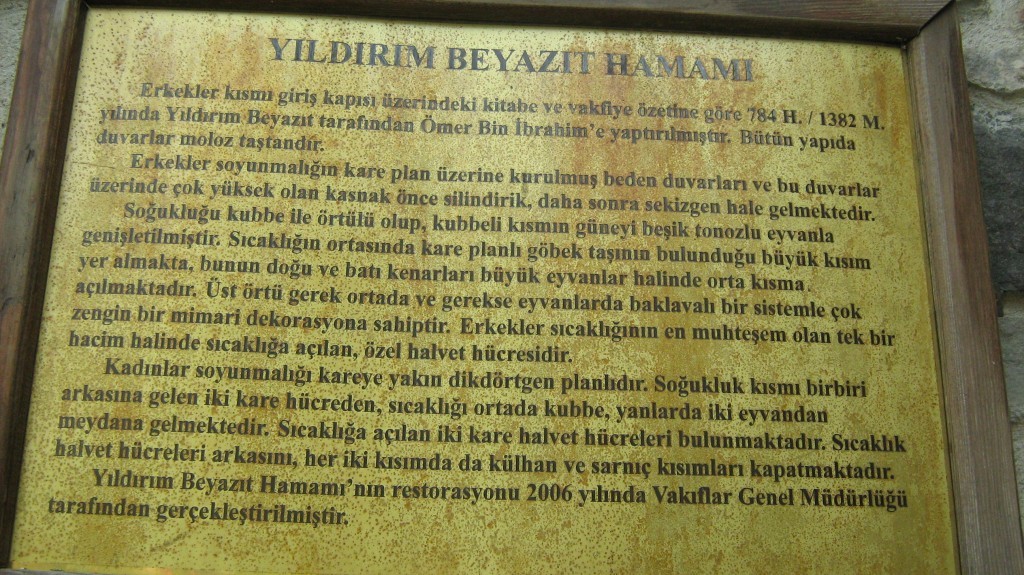 YILDIRIM BEYAZIT HAMAMI
Erkekler kısmı giriş kapısı üzerindeki kitabe ve vakfiye özetine göre 784 H. / 1382 M.
yılında Yıldırım Beyazıt tarafından Ömer Bin İbrahim'e yaptırılmıştır. Bütün yapıda
duvarlar moloz taştandır.
Erkekler soyunmalığın kare plan üzerine kurulmuş beden duvarları ve bu duvarlar
üzerinde çok yüksek olan kasnak önce silindirik, daha sonra sekizgen hale gelmektedir.
Soğukluğu kubbe ile örtülü olup, kubbeli kısmın güneyi beşik tonozlu eyvanla
genişletilmiştir. Sıcaklığın ortasında kare planlı göbek taşının bulunduğu büyük kısım
yer almakta, bunun doğu ve batı kenarları büyük eyvanlar halinde orta kısma
açılmaktadır. Üst örtü gerek ortada ve gerekse eyvanlarda baklavalı bir sistemle çok
zengin bir mimari dekorasyona sahiptir. Erkekler sıcaklığının en muhteşem olan tek bir
hacim halinde sıcaklığa açılan, özel halvet hücresidir.
Kadınlar soyunmalığı kareye yakın dikdörtgen planlıdır. Soğukluk kısmı birbiri
arkasına gelen iki kare hücreden, sıcaklığı ortada kubbe, yanlarda iki eyvandan
meydana gelmektedir. Sıcaklığa açılan iki kare halvet hücreleri bulunmaktadır. Sıcaklık
halvet hücreleri arkasını, her iki kısımda da külhan ve sarnıç kısımları kapatmaktadır.
Yıldırım Beyazıt Hamamı'nın restorasyonu 2006 yılında Vakıflar Genel Müdürlüğü
tarafından gerçekleştirilmiştir.